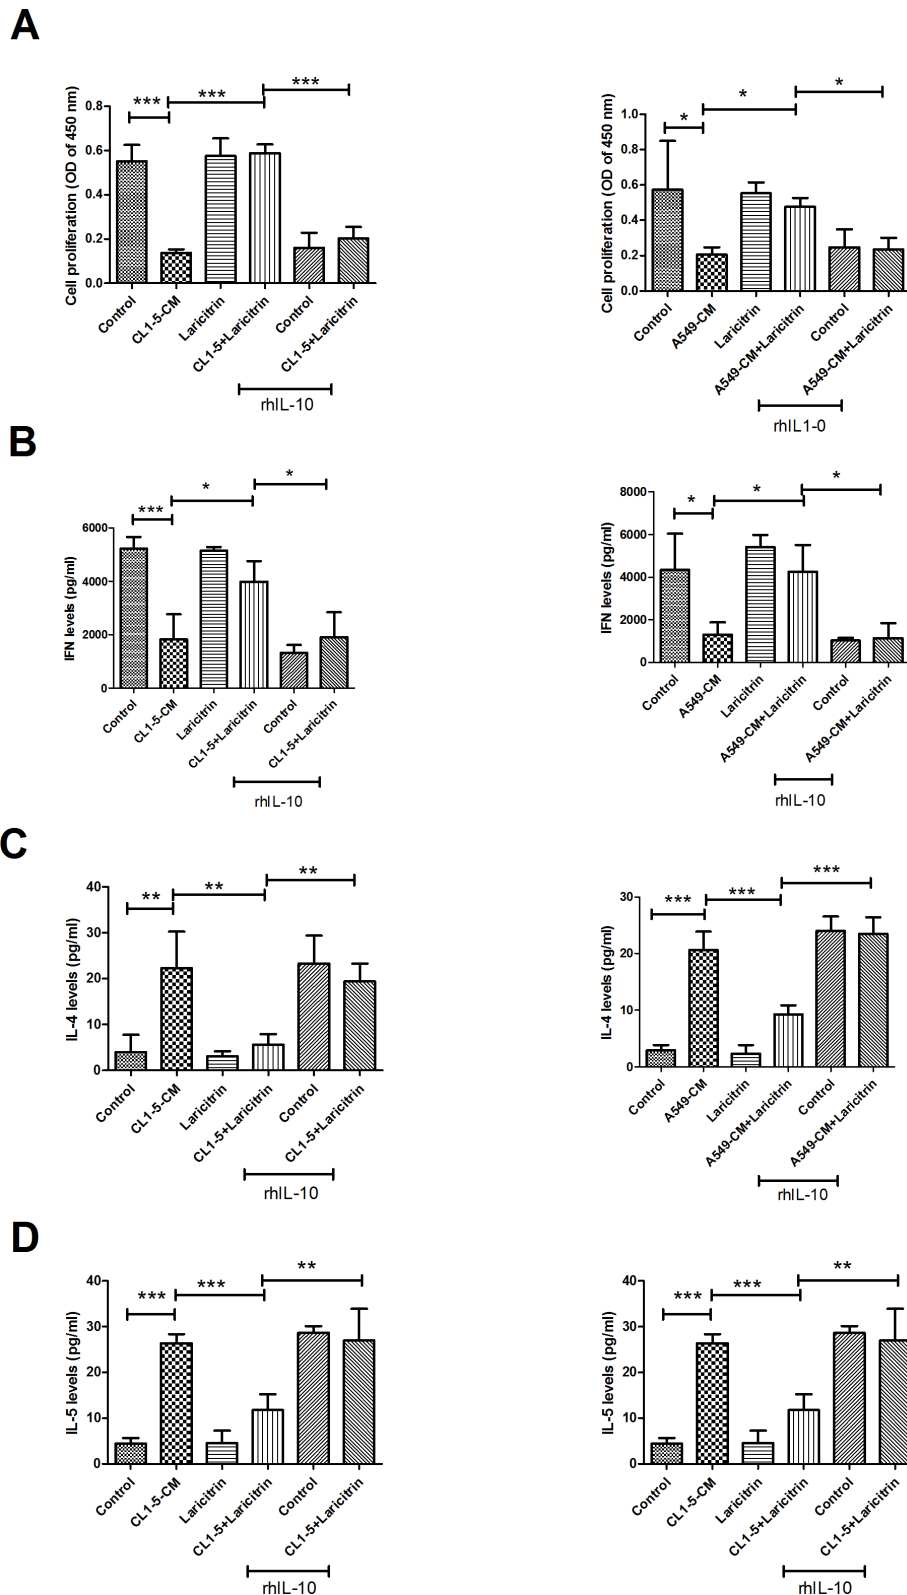 A
Cell proliferation (OD of 450 nm)
0.8
0.6
0.4
0.2
0.0
***
***
***
Control
CL1-5-CM
Laricitrin
CL1-5+Laricitrin
Control
CL1-5+Laricitrin
rhIL-10
Cell proliferation (OD of 450 nm)
1.0
0.8
0.6
0.4
0.2
0.0
*
*
*
Control
A549-CM
Laricitrin
A549-CM+Laricitrin
Control
A549-CM+Laricitrin
rhIL1-0
B
IFN levels (pg/ml)
6000
4000
2000
0
***
*
*
Control
CL1-5-CM
Laricitrin
CL1-5+Laricitrin
Control
CL1-5+Laricitrin
rhIL-10
IFN levels (pg/ml)
8000
6000
4000
2000
0
*
*
*
Control
A549-CM
Laricitrin
A549-CM+Laricitrin
Control
A549-CM+Laricitrin
rhIL-10
C
IL-4 levels (pg/ml)
40
30
20
10
0
**
**
**
Control
CL1-5-CM
Laricitrin
CL1-5+Laricitrin
Control
CL1-5+Laricitrin
rhIL-10
IL-4 levels (pg/ml)
30
20
10
0
***
***
***
Control
A549-CM
Laricitrin
A549-CM+Laricitrin
Control
A549-CM+Laricitrin
rhIL-10
D
IL-5 levels (pg/ml)
40
30
20
10
0
***
***
**
Control
CL1-5-CM
Laricitrin
CL1-5+Laricitrin
Control
CL1-5+Laricitrin
rhIL-10
IL-5 levels (pg/ml)
40
30
20
10
0
***
***
**
Control
CL1-5-CM
Laricitrin
CL1-5+Laricitrin
Control
CL1-5+Laricitrin
rhIL-10